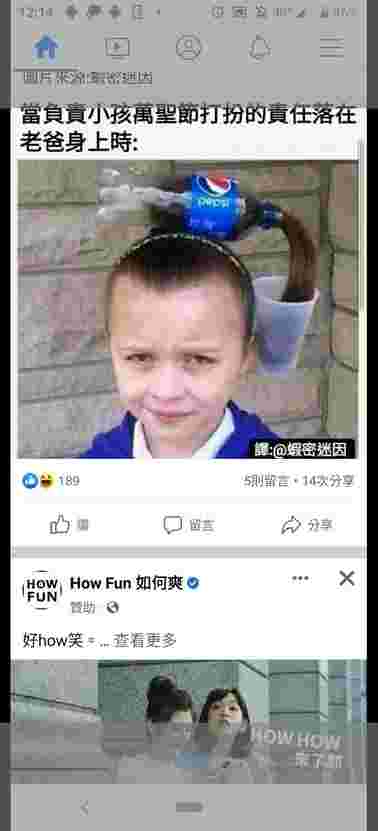 12:14
圖片來源:蝦密迷因
當負責小孩萬聖節打扮的責任落在
老爸身上時:
pepsi
譯:@蝦密迷因
189
5則留言・14次分享
讚
留言
分享
HOW
FUN
How Fun 如何爽
贊助・
好how笑。... 查看更多
HOW HOW